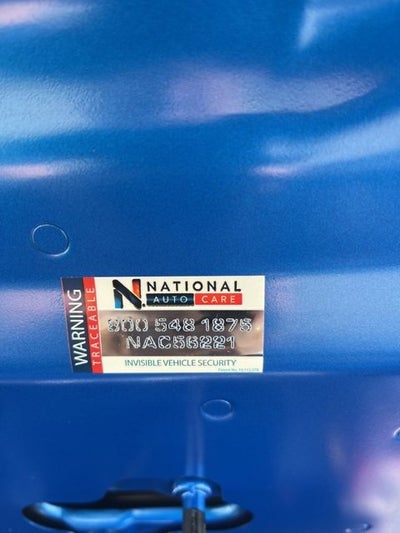 WARNING
TRACEABLE
N. NATIONAL
AUTO CARE
800 548 1875
NAC56221
INVISIBLE VEHICLE SECURITY